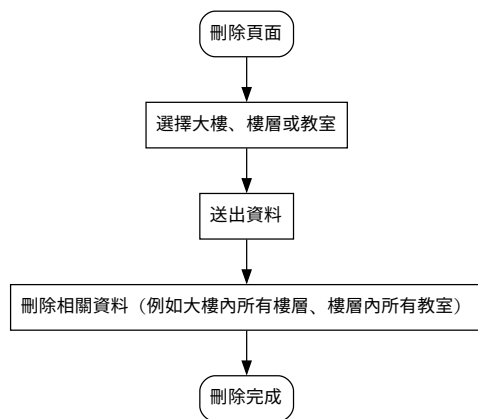 刪除頁面
選擇大樓、樓層或教室
送出資料
刪除相關資料（例如大樓內所有樓層、樓層內所有教室）
刪除完成